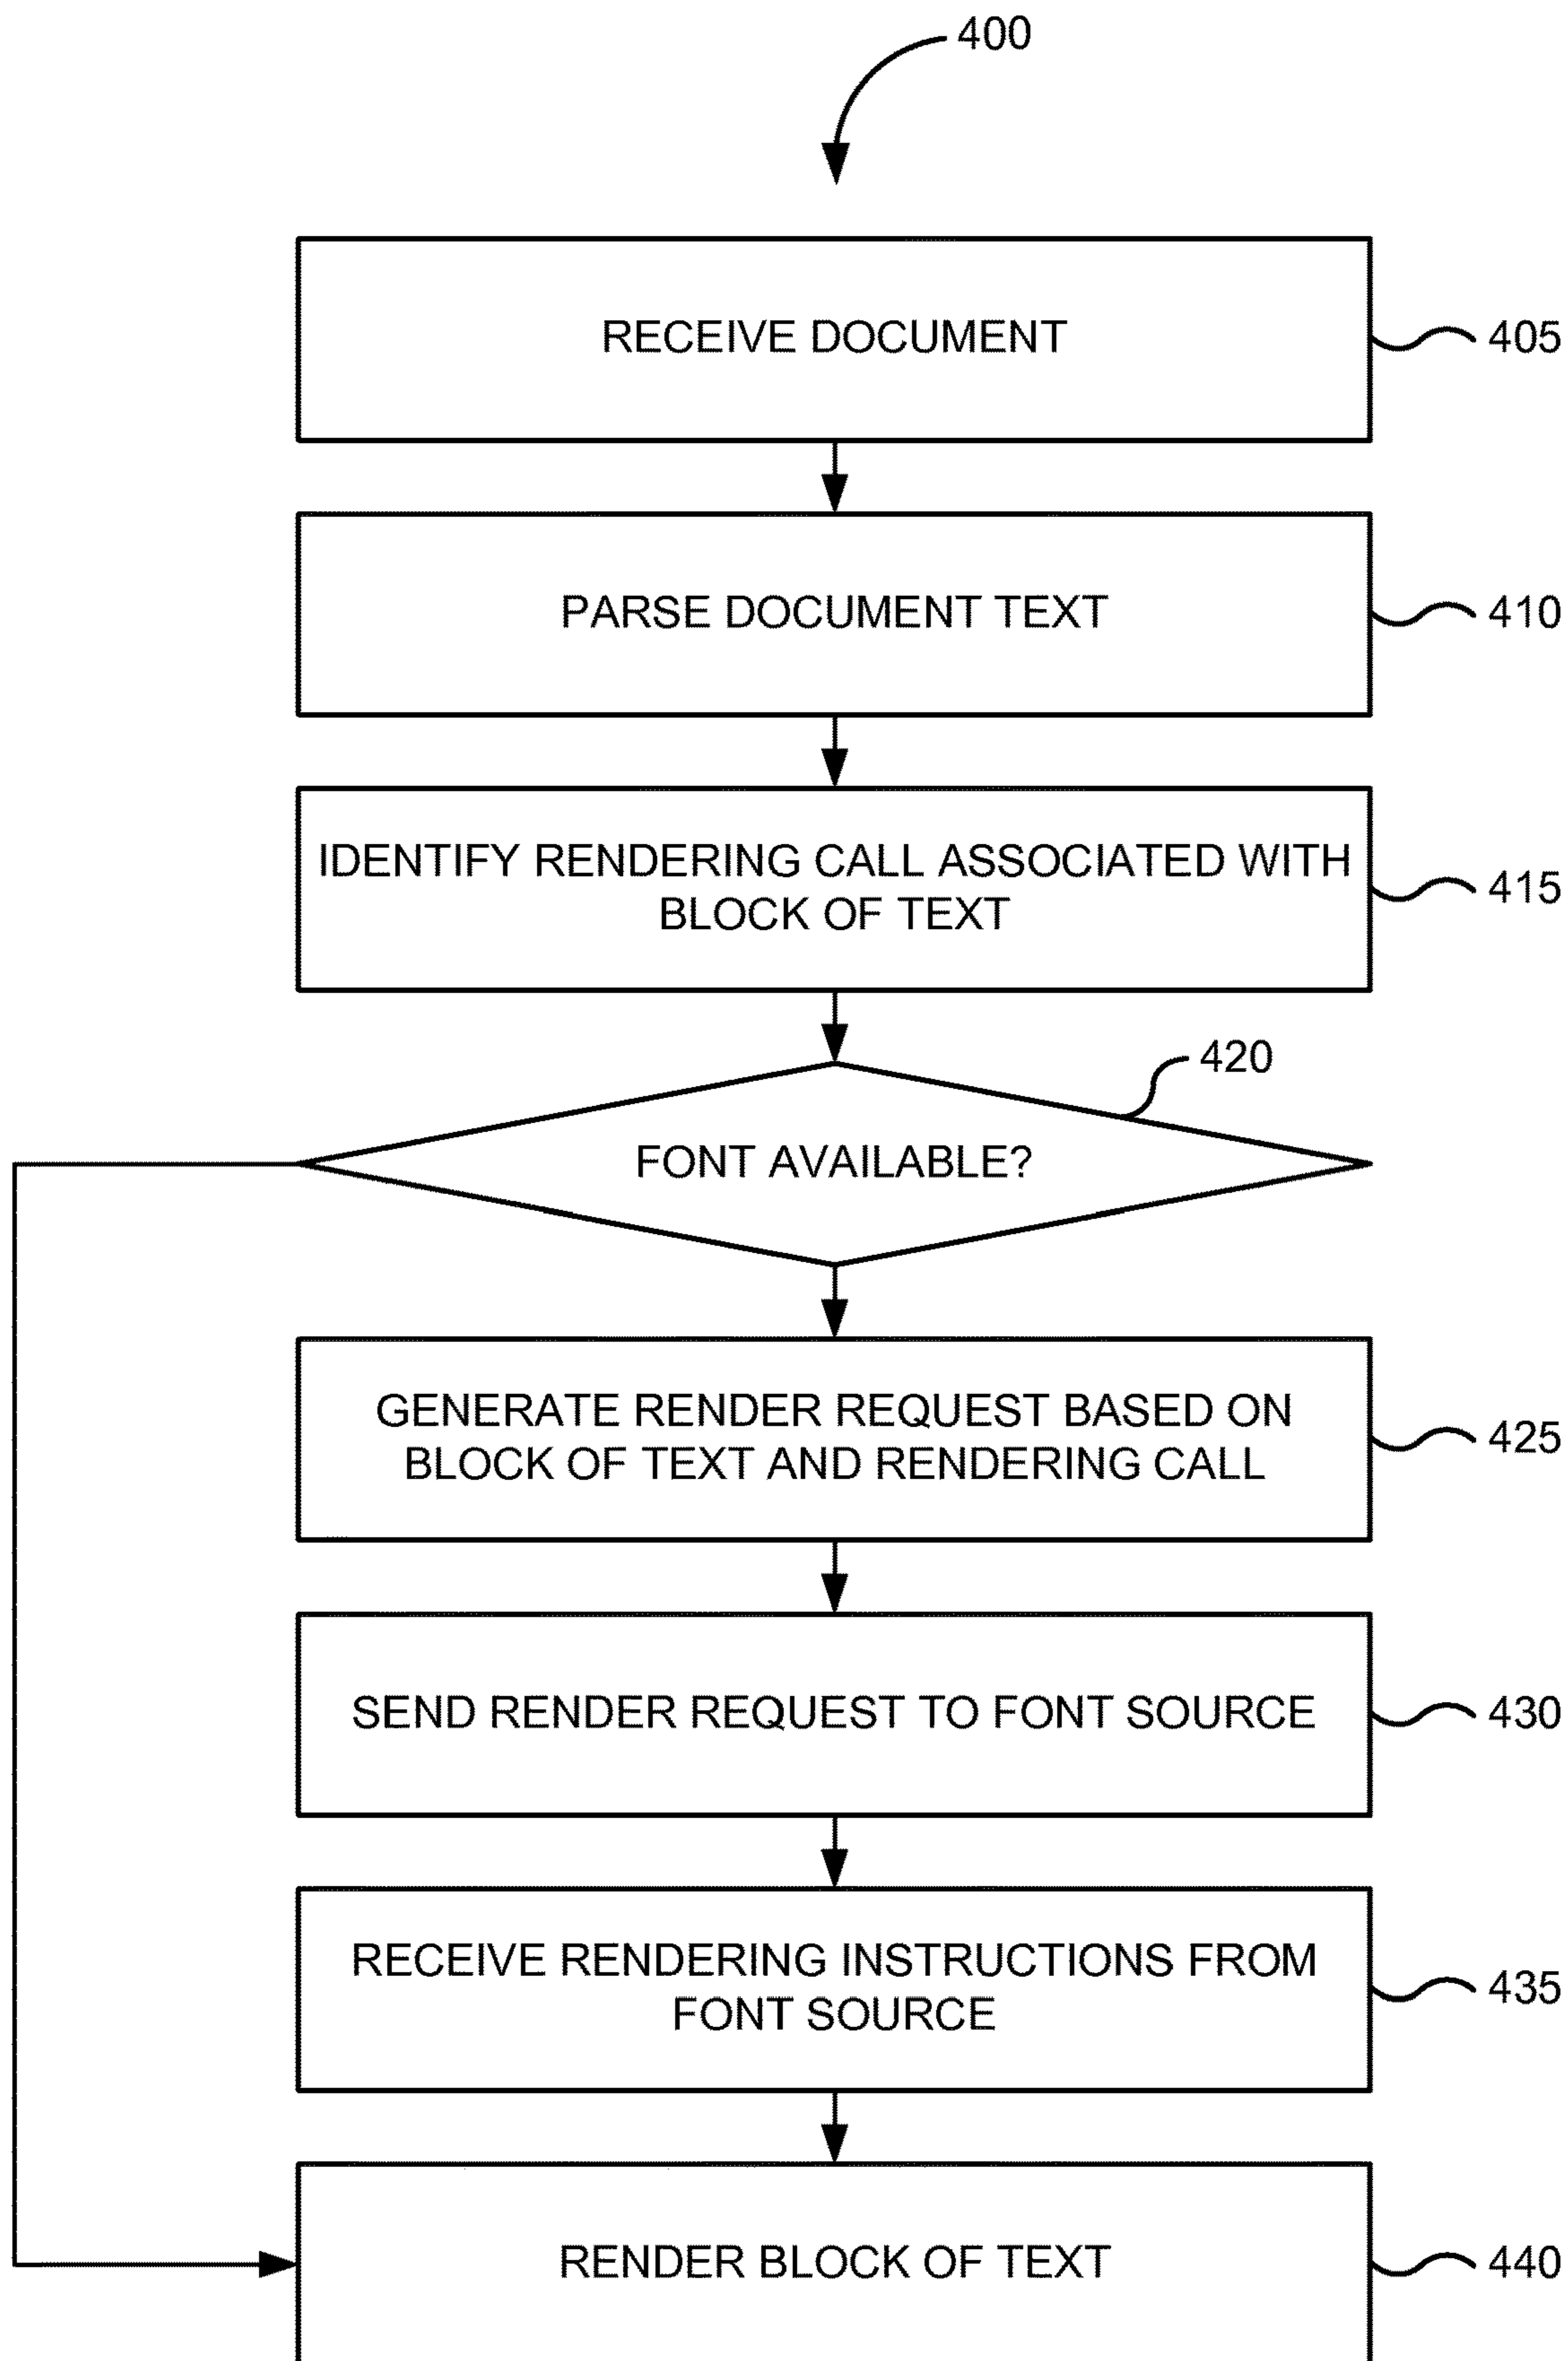 400
RECEIVE DOCUMENT
405
PARSE DOCUMENT TEXT
410
IDENTIFY RENDERING CALL ASSOCIATED WITH
BLOCK OF TEXT
415
420
FONT AVAILABLE?
GENERATE RENDER REQUEST BASED ON
BLOCK OF TEXT AND RENDERING CALL
425
SEND RENDER REQUEST TO FONT SOURCE
430
RECEIVE RENDERING INSTRUCTIONS FROM
FONT SOURCE
435
RENDER BLOCK OF TEXT
440